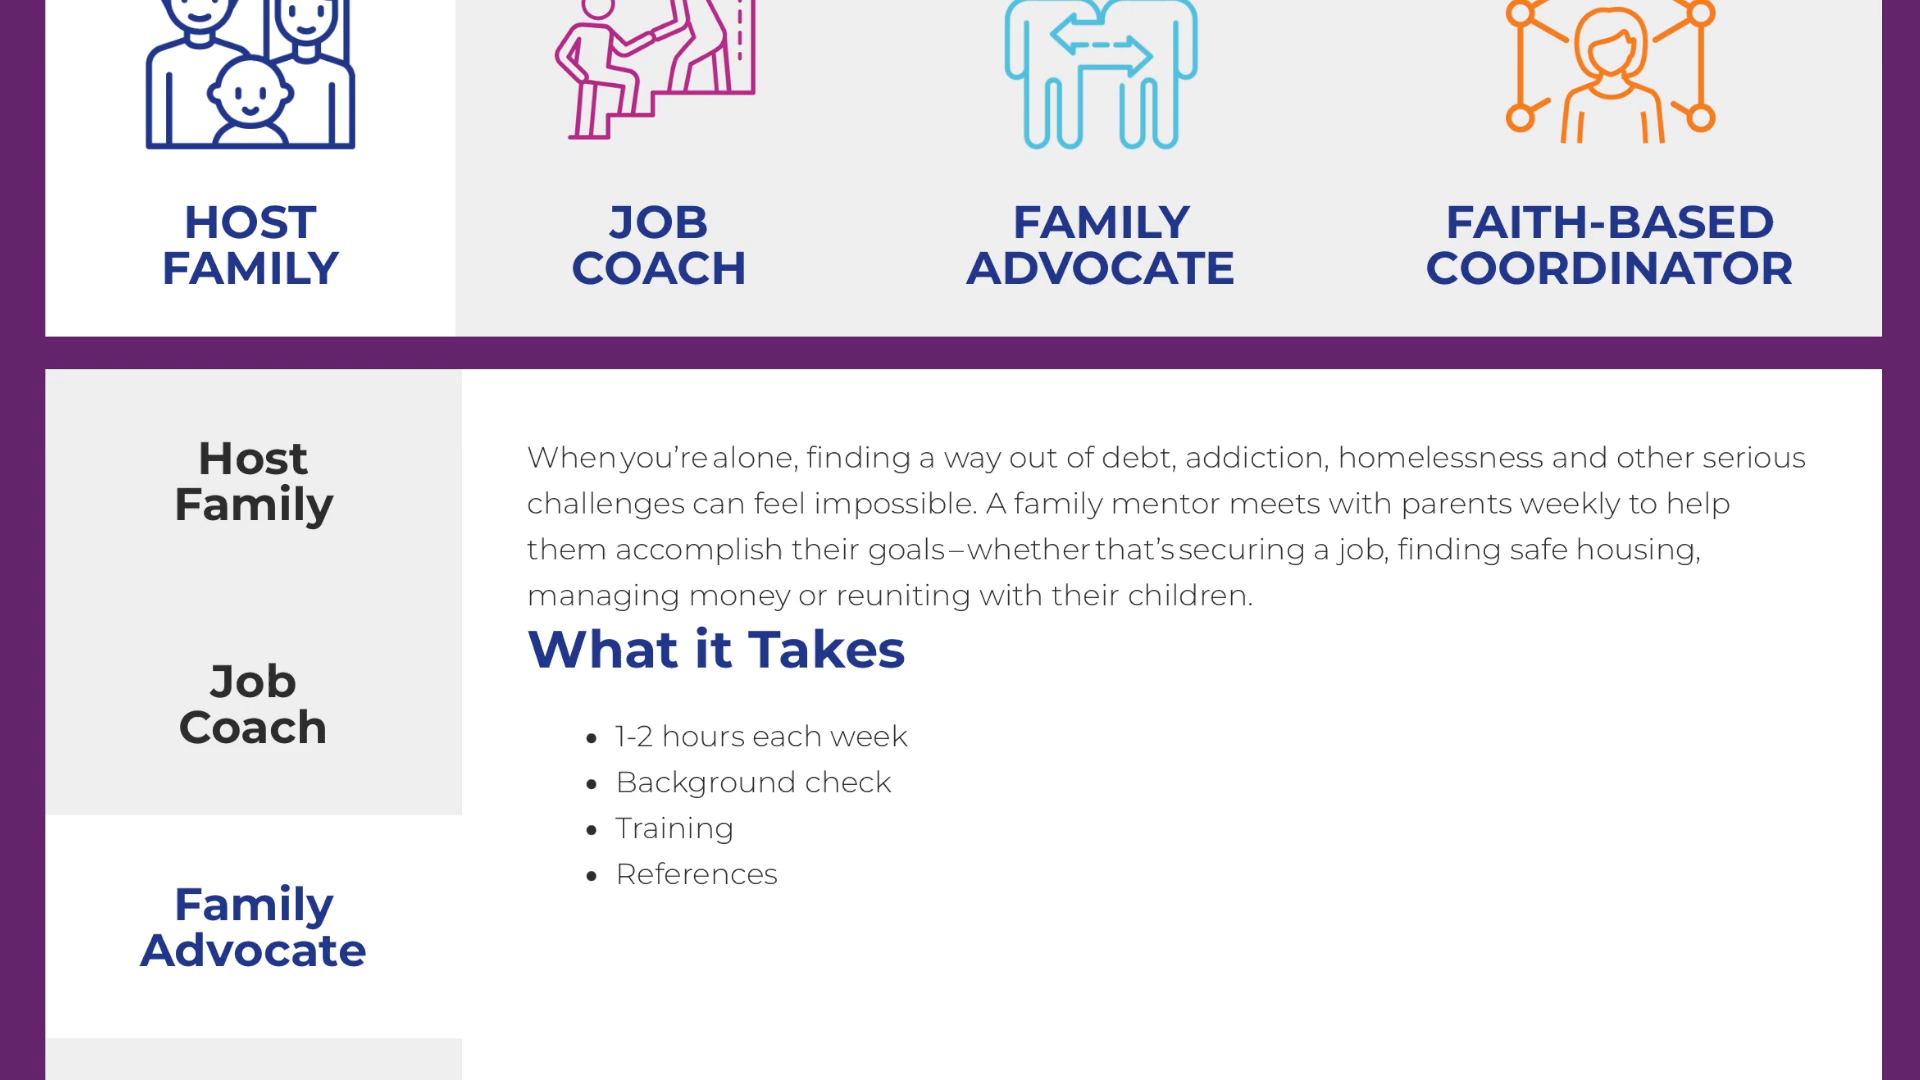 HOST
FAMILY
JOB
COACH
FAMILY
ADVOCATE
FAITH-BASED
COORDINATOR
Host
Family
Job
Coach
Family
Advocate
When you’re alone, finding a way out of debt, addiction, homelessness and other serious
challenges can feel impossible. A family mentor meets with parents weekly to help
them accomplish their goals–whether that’s securing a job, finding safe housing,
managing money or reuniting with their children.
What it Takes
• 1-2 hours each week
• Background check
• Training
• References